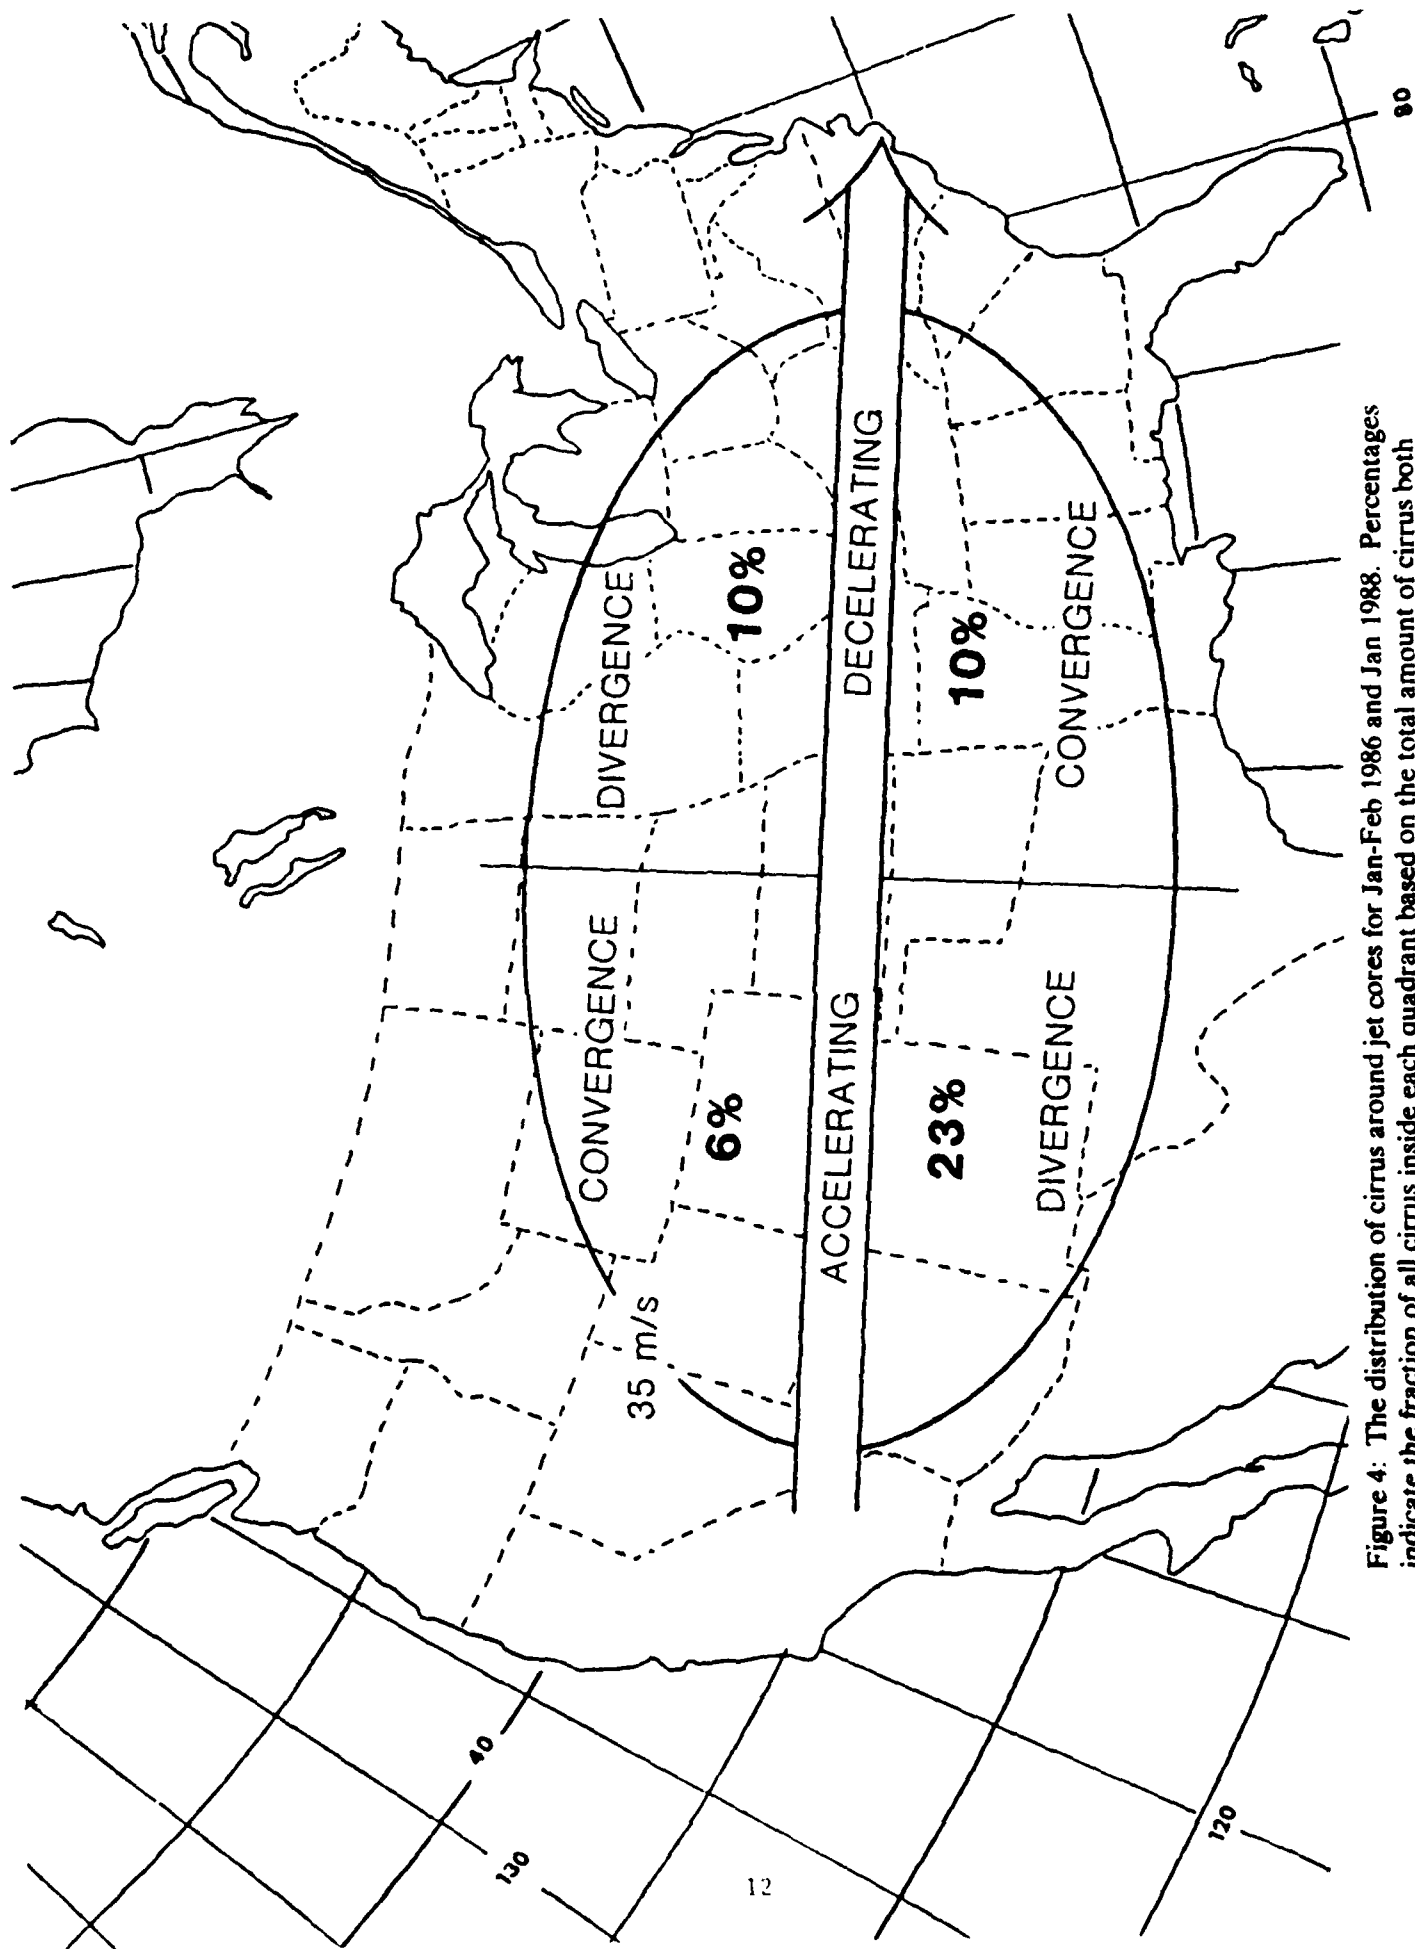 DIVERGENCE
CONVERGENCE
10%
6%
35 m/s
DECELERATING
ACCELERATING
10%
23%
CONVERGENCE
DIVERGENCE
40
130
120
80
12
Figure 4: The distribution of cirrus around jet cores for Jan-Feb 1986 and Jan 1988. Percentages
indicate the fraction of all cirrus inside each quadrant based on the total amount of cirrus both